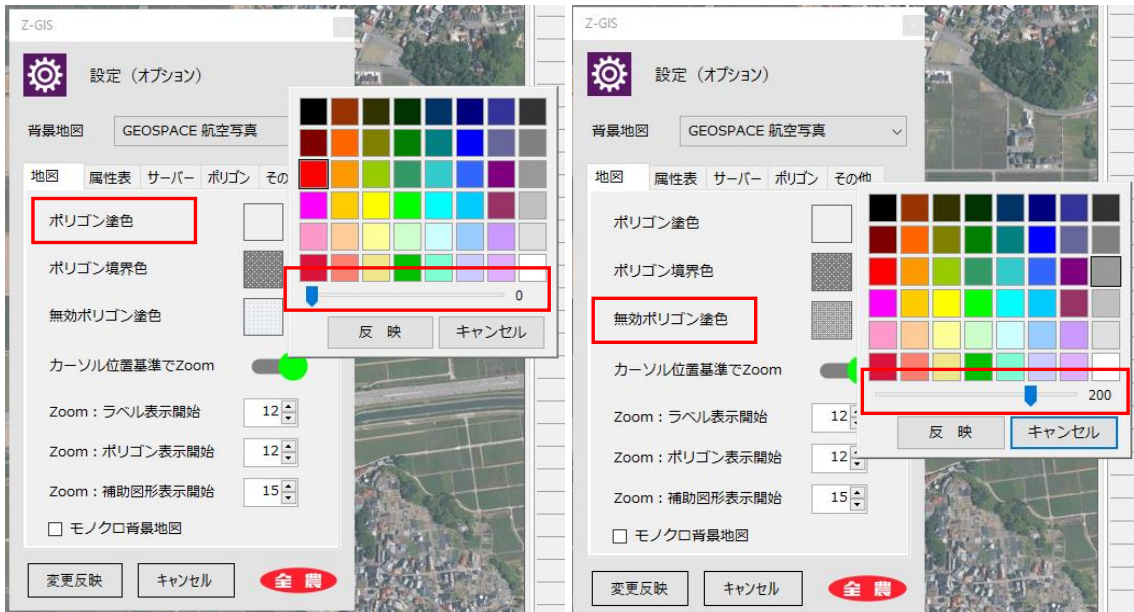 Z-GIS
設定（オプション）
背景地図 GEOSPACE 航空写真
地図 属性表 サーバー ポリゴン その
ポリゴン塗色
ポリゴン境界色
0
無効ポリゴン塗色
反 映 キャンセル
カーソル位置基準でZoom
Zoom：ラベル表示開始 12
Zoom：ポリゴン表示開始 12
Zoom：補助図形表示開始 15
モノクロ背景地図
変更反映 キャンセル 全農
Z-GIS
設定（オプション）
背景地図 GEOSPACE 航空写真
地図 属性表 サーバー ポリゴン その他
ポリゴン塗色
ポリゴン境界色
無効ポリゴン塗色
カーソル位置基準でZoom
200
Zoom：ラベル表示開始 12
反 映 キャンセル
Zoom：ポリゴン表示開始 12
Zoom：補助図形表示開始 15
モノクロ背景地図
変更反映 キャンセル 全農